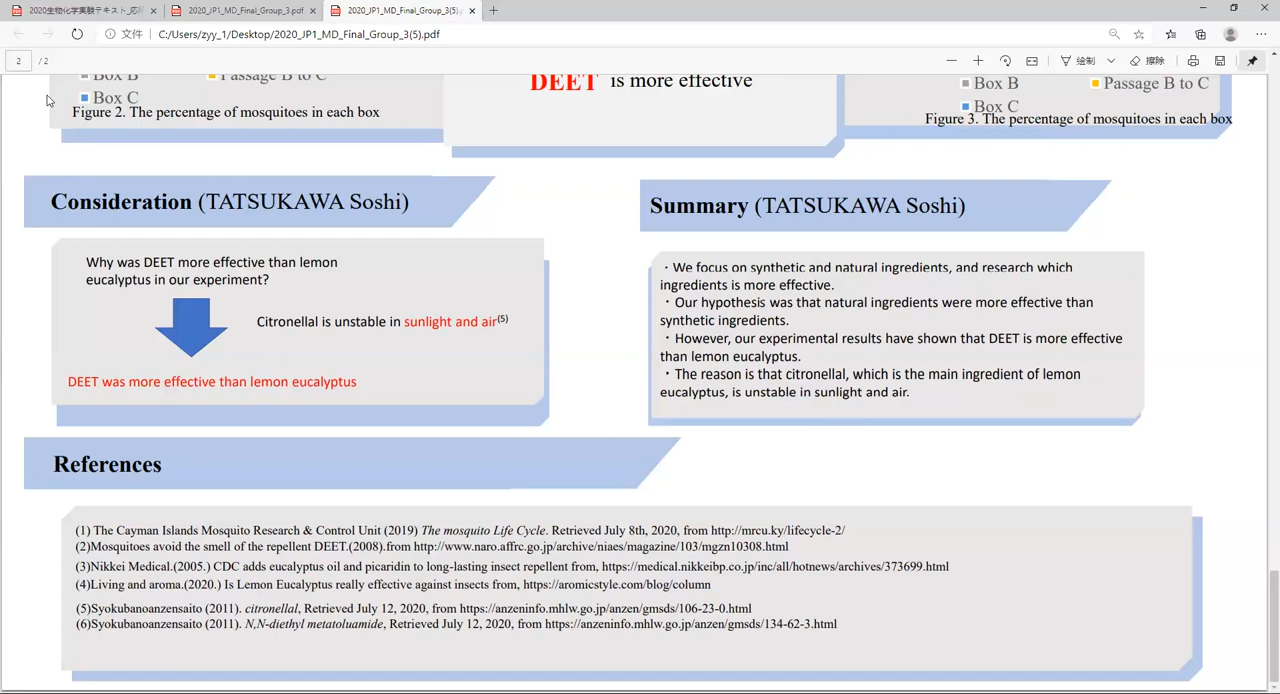 2020生物化学実験テキスト_応用
2020_JP1_MD_Final_Group_3.pdf
2020_JP1_MD_Final_Group_3(5).
文件
C:/Users/zyy_1/Desktop/2020_JP1_MD_Final_Group_3(5).pdf
2 / 2
绘制
擦除
Box B
Passage B to C
Box C
Figure 2. The percentage of mosquitoes in each box
DEET is more effective
Box B
Passage B to C
Box C
Figure 3. The percentage of mosquitoes in each box
Consideration (TATSUKAWA Soshi)
Why was DEET more effective than lemon
eucalyptus in our experiment?
Citronellal is unstable in sunlight and air(5)
DEET was more effective than lemon eucalyptus
Summary (TATSUKAWA Soshi)
・We focus on synthetic and natural ingredients, and research which
ingredients is more effective.
・Our hypothesis was that natural ingredients were more effective than
synthetic ingredients.
・However, our experimental results have shown that DEET is more effective
than lemon eucalyptus.
・The reason is that citronellal, which is the main ingredient of lemon
eucalyptus, is unstable in sunlight and air.
References
(1) The Cayman Islands Mosquito Research & Control Unit (2019) The mosquito Life Cycle. Retrieved July 8th, 2020, from http://mrcu.ky/lifecycle-2/
(2)Mosquitoes avoid the smell of the repellent DEET.(2008).from http://www.naro.affrc.go.jp/archive/niaes/magazine/103/mgzn10308.html
(3)Nikkei Medical.(2005.) CDC adds eucalyptus oil and picaridin to long-lasting insect repellent from, https://medical.nikkeibp.co.jp/inc/all/hotnews/archives/373699.html
(4)Living and aroma.(2020.) Is Lemon Eucalyptus really effective against insects from, https://aromicstyle.com/blog/column
(5)Syokubanoanzensaito (2011). citronellal, Retrieved July 12, 2020, from https://anzeninfo.mhlw.go.jp/anzen/gmsds/106-23-0.html
(6)Syokubanoanzensaito (2011). N,N-diethyl metatoluamide, Retrieved July 12, 2020, from https://anzeninfo.mhlw.go.jp/anzen/gmsds/134-62-3.html